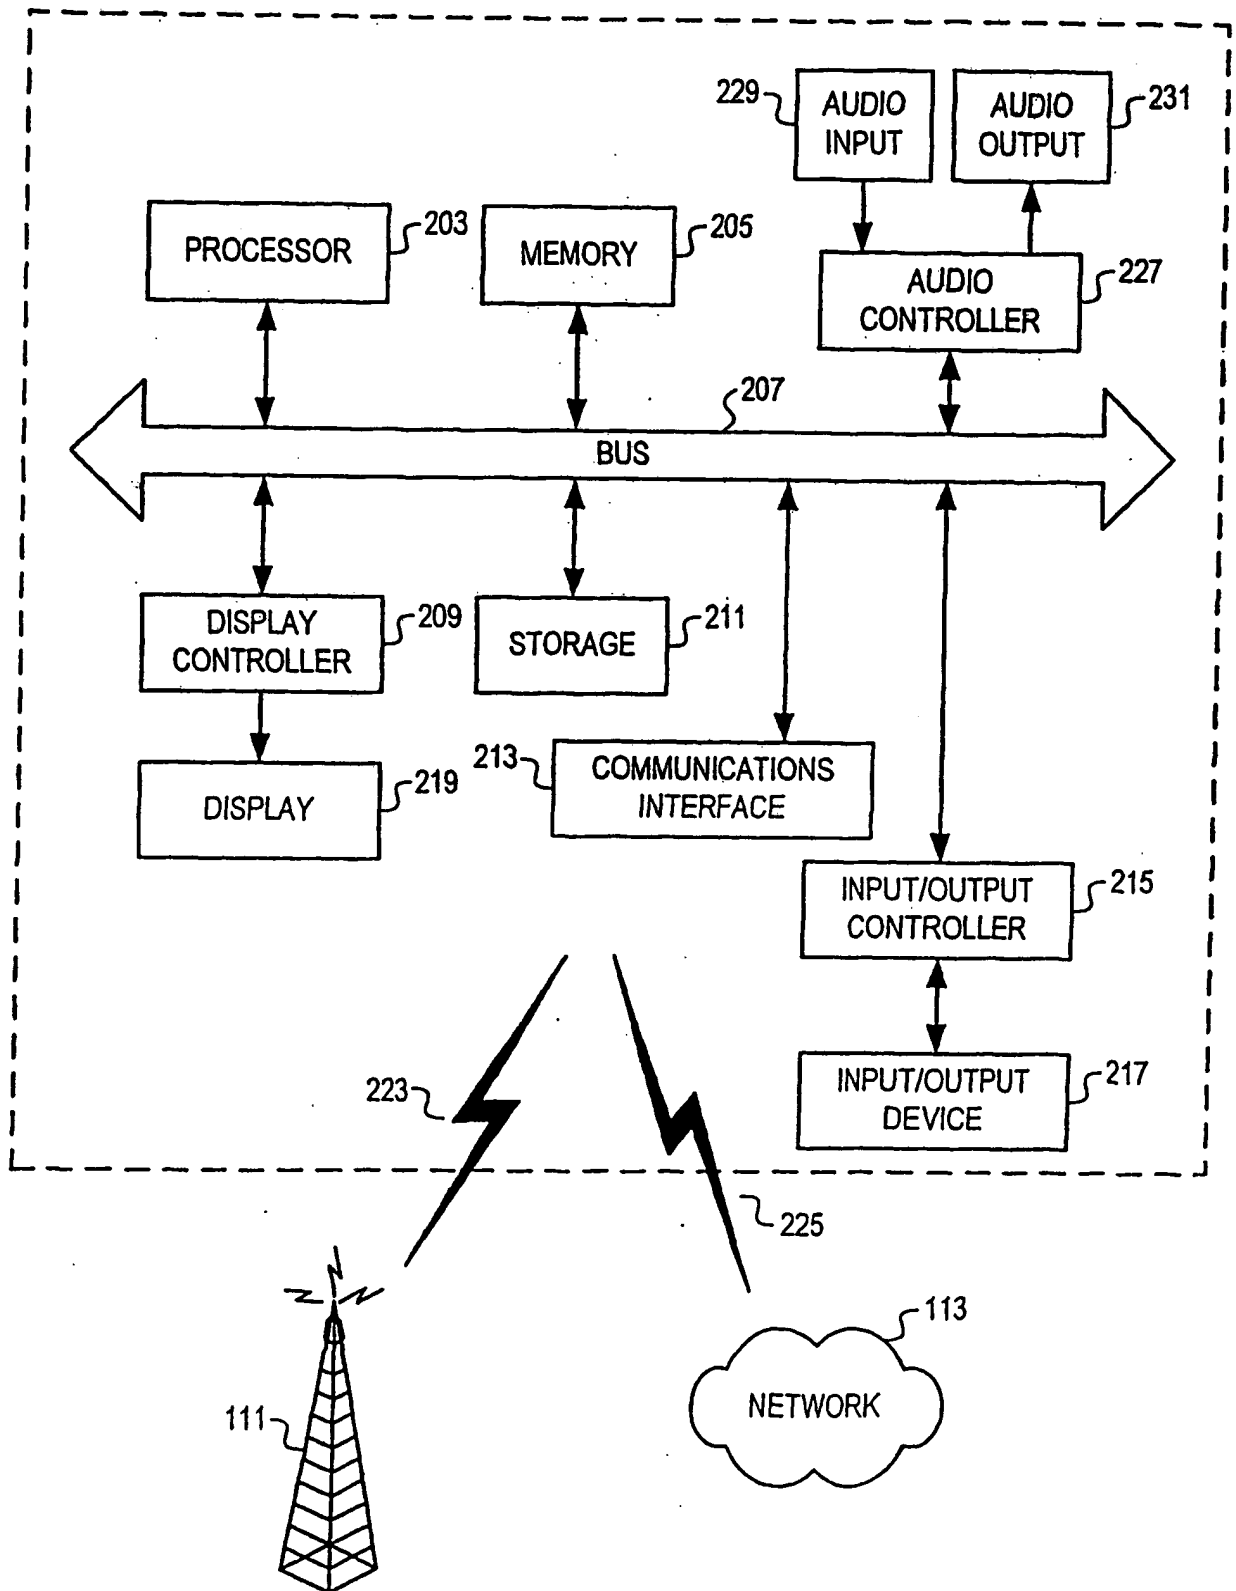 229
AUDIO
INPUT
AUDIO
OUTPUT
231
PROCESSOR
203
MEMORY
205
AUDIO
CONTROLLER
227
207
BUS
DISPLAY
CONTROLLER
209
STORAGE
211
213
COMMUNICATIONS
INTERFACE
DISPLAY
219
INPUT/OUTPUT
CONTROLLER
215
223
INPUT/OUTPUT
DEVICE
217
225
113
NETWORK
111